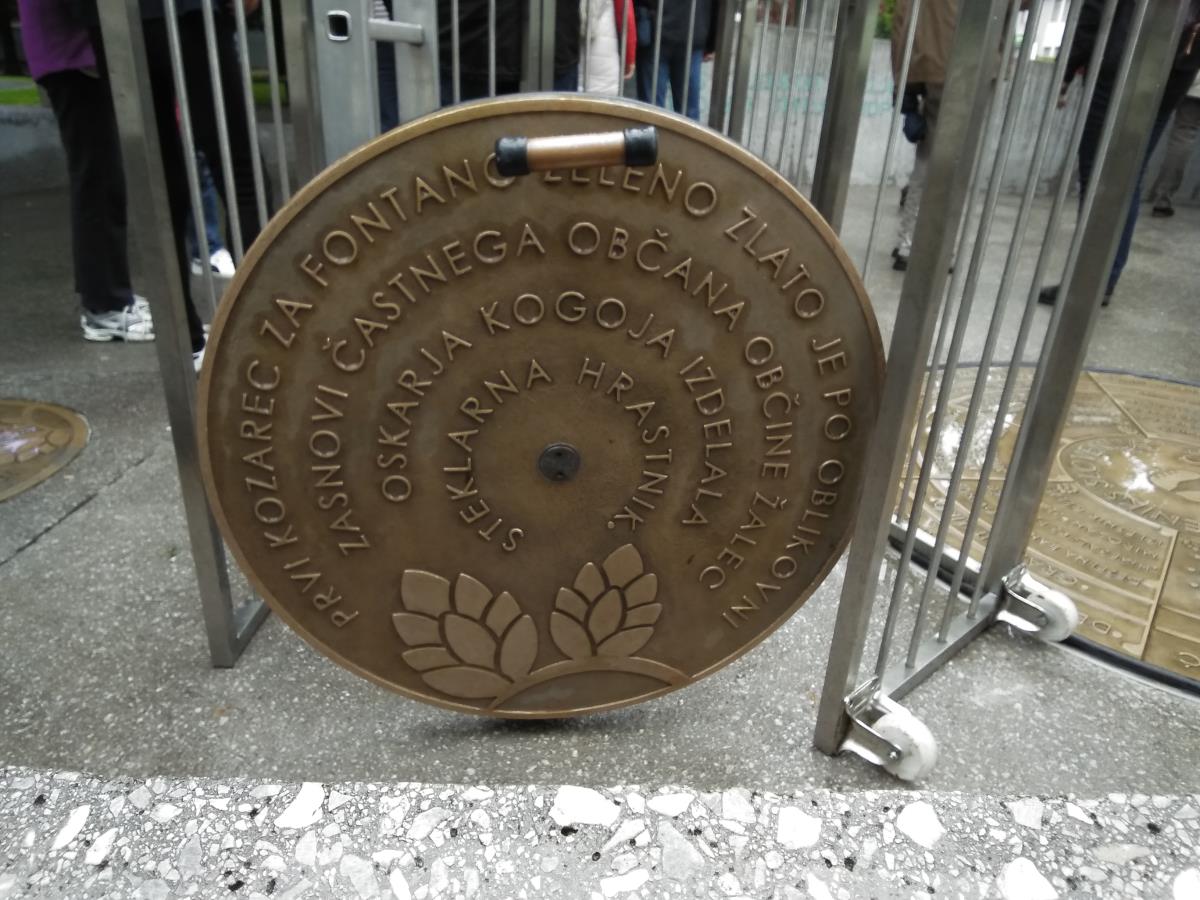 PRVI KOZAREC ZA FONTANO ZELENO ZLATO JE PO OBLIKOVNI
ZASNOVI ČASTNEGA OBČANA OBČINE ŽALEC
OSKARJA KOGOJA IZDELALA
STEKLARNA HRASTNIK.